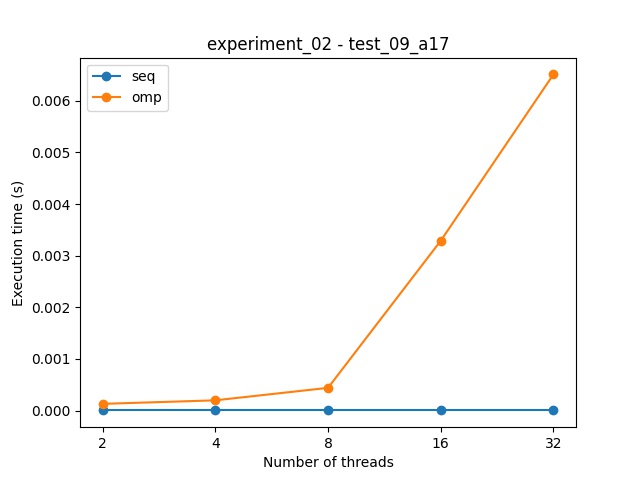 experiment_02 - test_09_a17
seq
omp
Execution time (s)
0.006
0.005
0.004
0.003
0.002
0.001
0.000
2 4 8 16 32
Number of threads